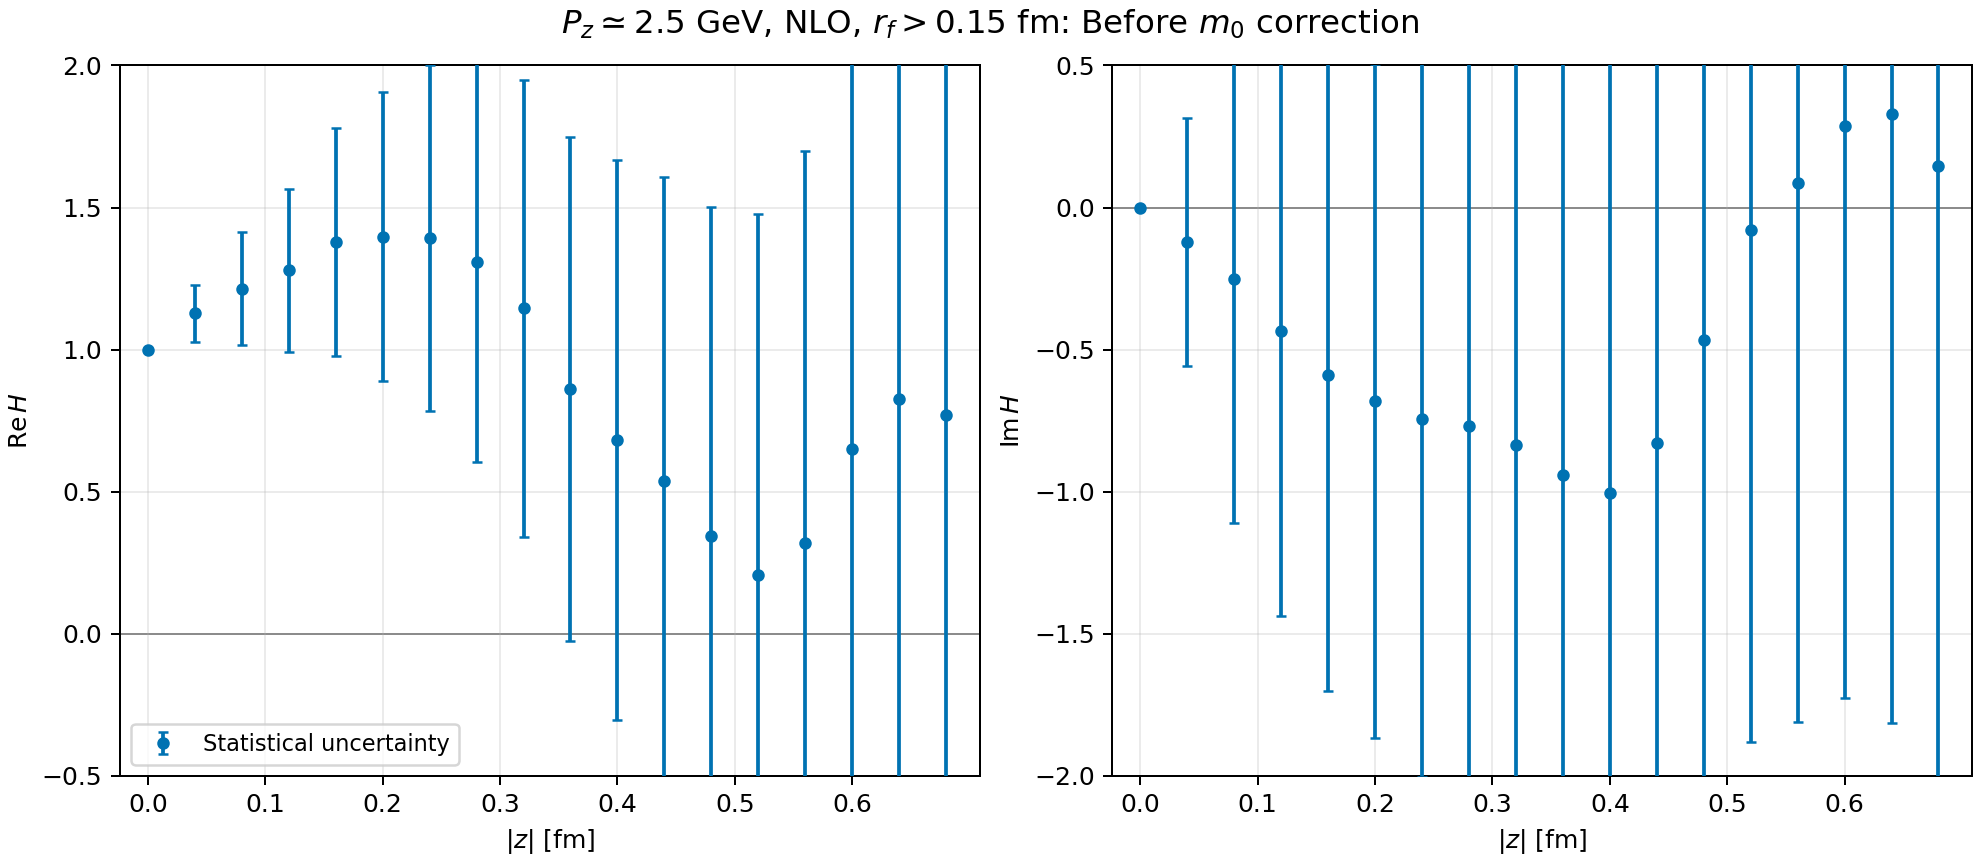 P_z ≃ 2.5 GeV, NLO, r_f > 0.15 fm: Before m_0 correction
2.0
1.5
1.0
0.5
0.0
−0.5
Re H
Statistical uncertainty
0.0 0.1 0.2 0.3 0.4 0.5 0.6
|z| [fm]
0.5
0.0
−0.5
−1.0
−1.5
−2.0
Im H
0.0 0.1 0.2 0.3 0.4 0.5 0.6
|z| [fm]